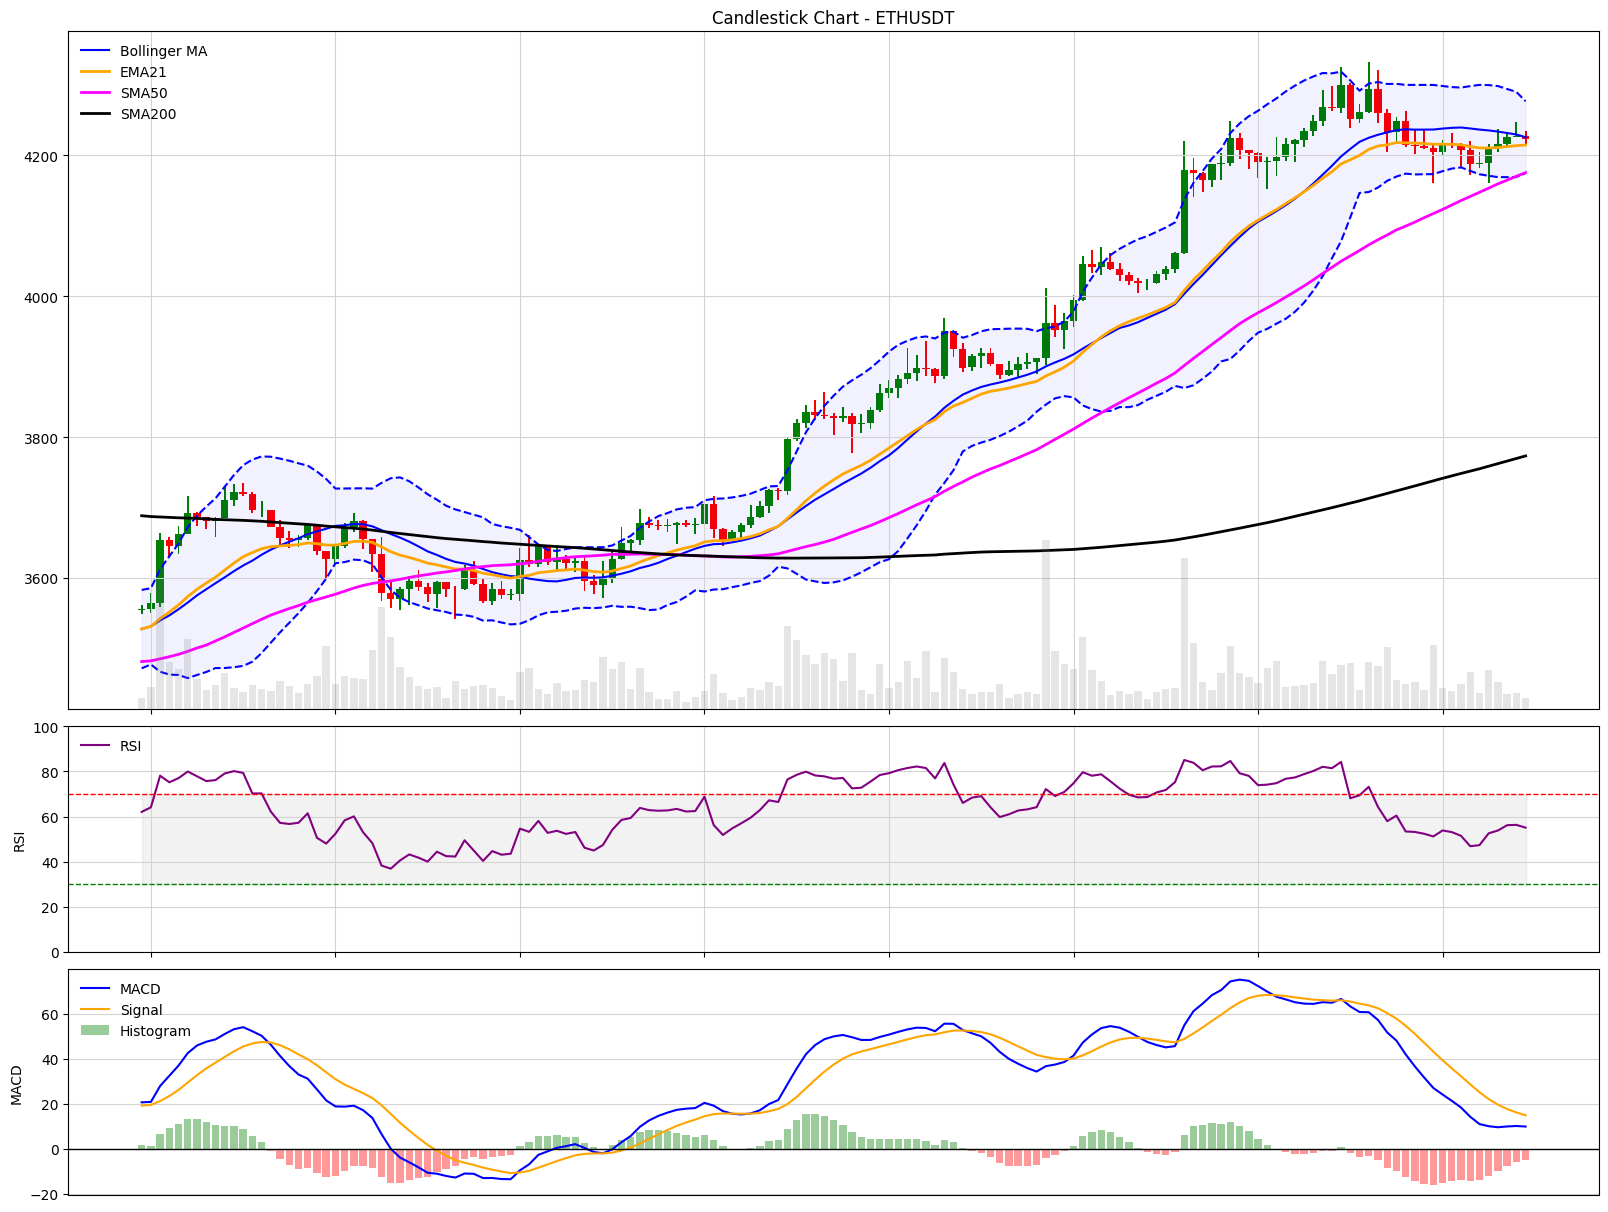 Candlestick Chart - ETHUSDT
Bollinger MA
EMA21
SMA50
SMA200
4200
4000
3800
3600
100
80
60
40
20
0
RSI
RSI
60
40
20
0
−20
MACD
MACD
Signal
Histogram